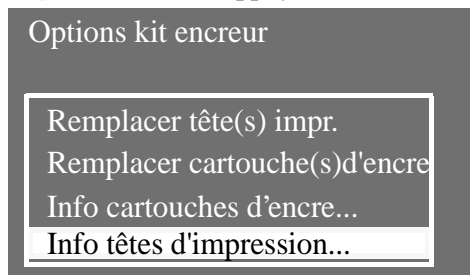 Options kit encreur
Remplacer tête(s) impr.
Remplacer cartouche(s)d'encre
Info cartouches d’encre...
Info têtes d'impression...